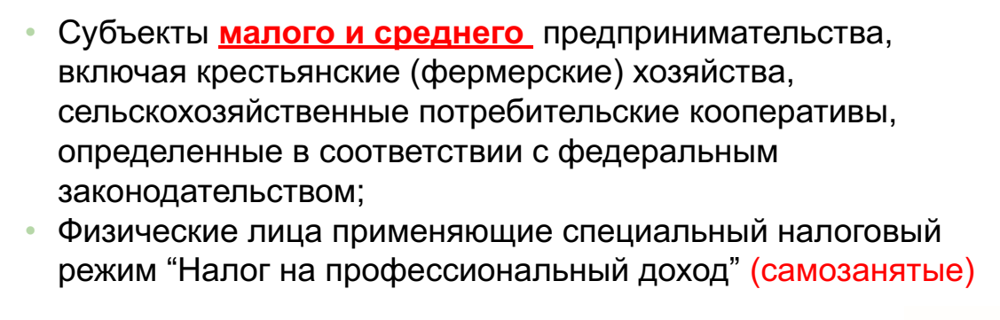 • Субъекты малого и среднего предпринимательства,
включая крестьянские (фермерские) хозяйства,
сельскохозяйственные потребительские кооперативы,
определенные в соответствии с федеральным
законодательством;
• Физические лица применяющие специальный налоговый
режим “Налог на профессиональный доход” (самозанятые)